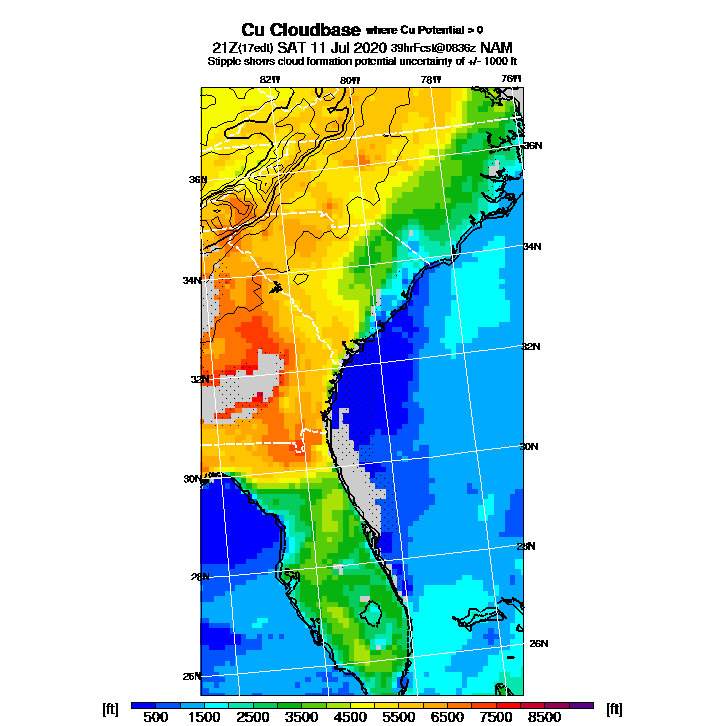 Cu Cloudbase where Cu Potential > 0
21Z(17edt) SAT 11 Jul 2020 39hrFcst@0836z NAM
Stipple shows cloud formation potential uncertainty of +/- 1000 ft
82W 80W 78W 76W
36N
36N
34N
34N
32N
32N
30N
30N
28N
28N
26N
26N
[ft] 500 1500 2500 3500 4500 5500 6500 7500 8500 [ft]